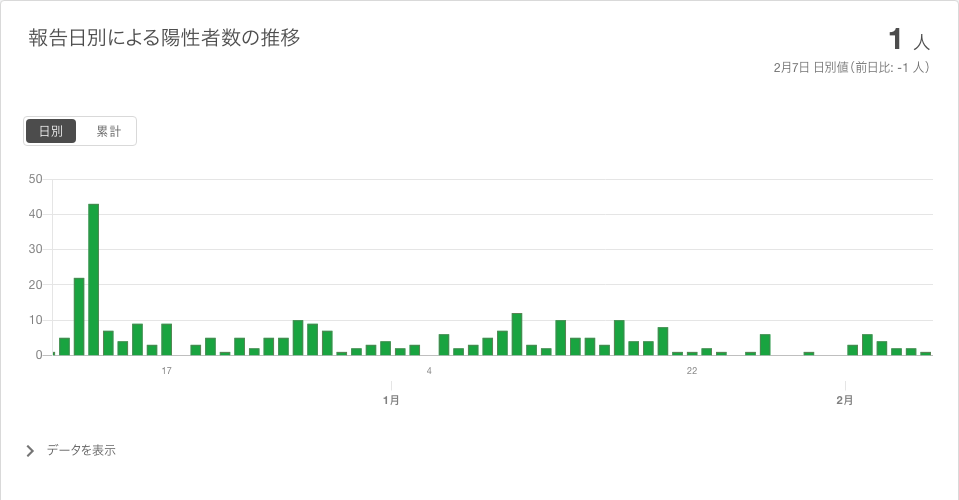 報告日別による陽性者数の推移
1 人
2月7日 日別値（前日比: -1 人）
日別 累計
50
40
30
20
10
0
17 4 22
1月 2月
データを表示